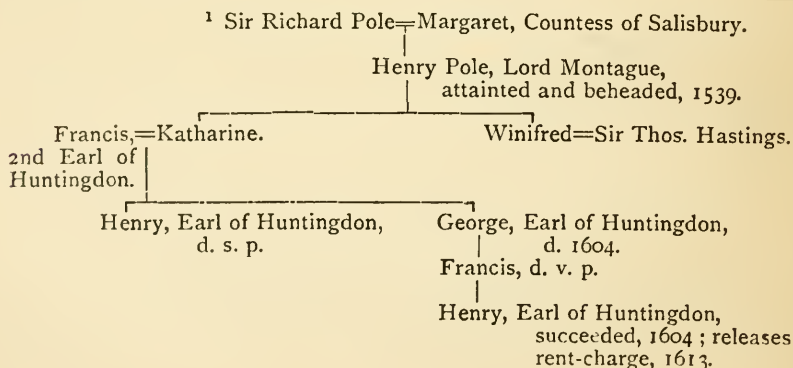 ¹ Sir Richard Pole=Margaret, Countess of Salisbury.
Henry Pole, Lord Montague,
attainted and beheaded, 1539.
Francis,=Katharine.
2nd Earl of
Huntingdon.
Winifred=Sir Thos. Hastings.
Henry, Earl of Huntingdon,
d. s. p.
George, Earl of Huntingdon,
d. 1604.
Francis, d. v. p.
Henry, Earl of Huntingdon,
succeeded, 1604 ; releases
rent-charge, 1613.